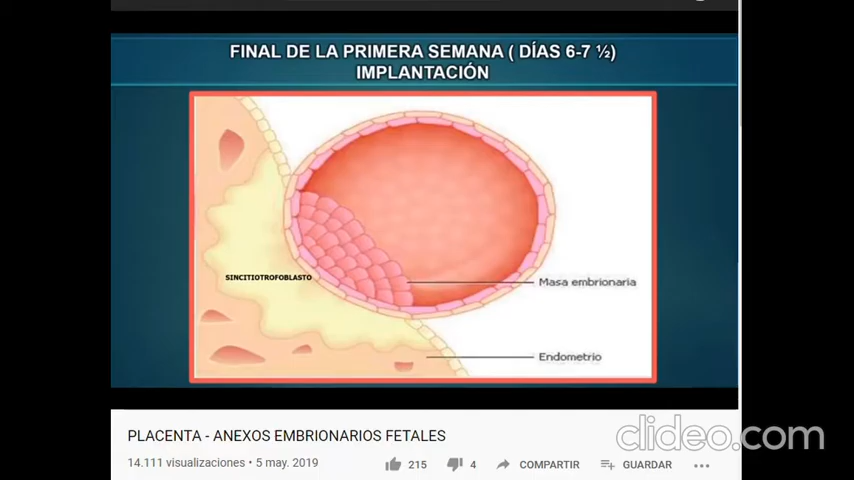 FINAL DE LA PRIMERA SEMANA ( DÍAS 6-7 ½)
IMPLANTACIÓN
SINCITIOTROFOBLASTO
Masa embrionaria
Endometrio
PLACENTA - ANEXOS EMBRIONARIOS FETALES
14.111 visualizaciones • 5 may. 2019
215
4
COMPARTIR
GUARDAR
clideo.com